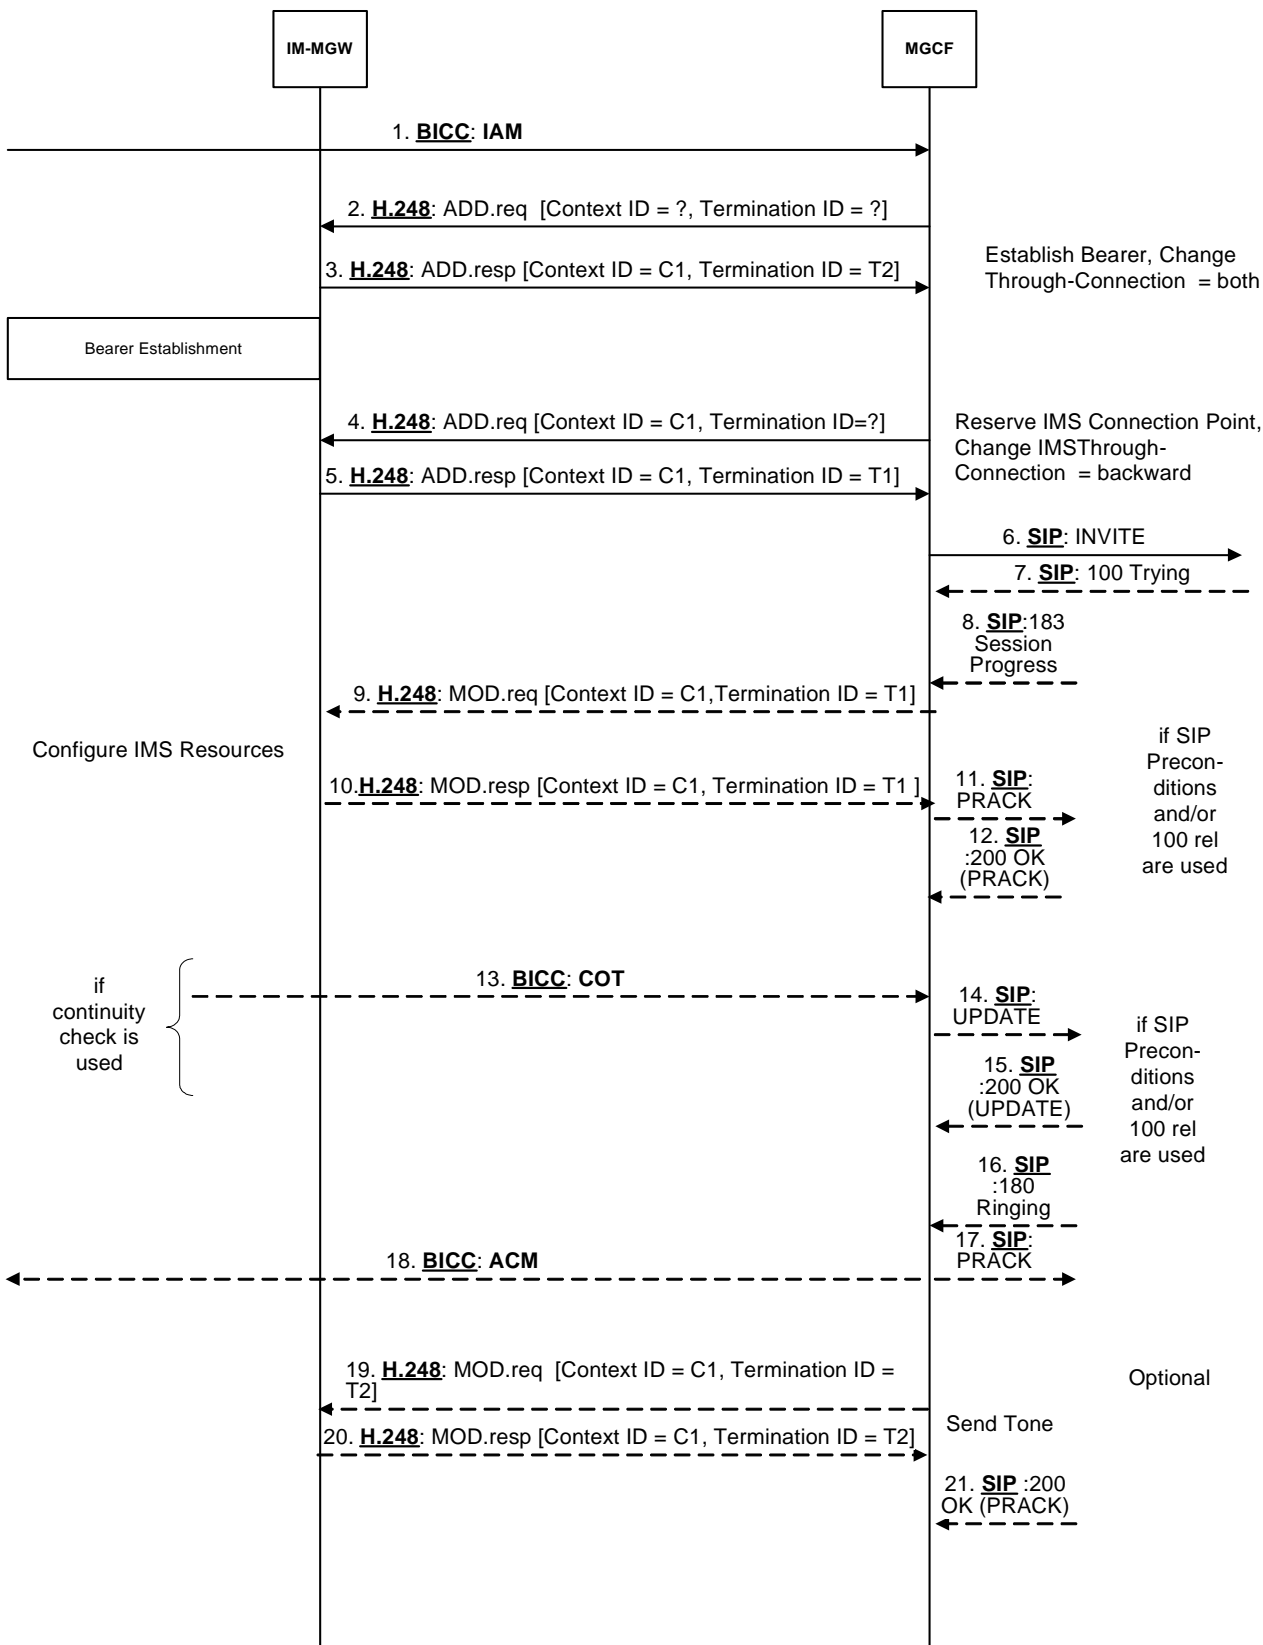 IM-MGW
MGCF
1. BICC: IAM
2. H.248: ADD.req [Context ID = ?, Termination ID = ?]
3. H.248: ADD.resp [Context ID = C1, Termination ID = T2]
Establish Bearer, Change
Through-Connection = both
Bearer Establishment
4. H.248: ADD.req [Context ID = C1, Termination ID=?]
5. H.248: ADD.resp [Context ID = C1, Termination ID = T1]
Reserve IMS Connection Point,
Change IMSThrough-
Connection = backward
6. SIP: INVITE
7. SIP: 100 Trying
8. SIP:183
Session
Progress
9. H.248: MOD.req [Context ID = C1,Termination ID = T1]
Configure IMS Resources
10.H.248: MOD.resp [Context ID = C1, Termination ID = T1 ]
11. SIP:
PRACK
12. SIP
:200 OK
(PRACK)
if SIP
Precon-
ditions
and/or
100 rel
are used
if
continuity
check is
used
13. BICC: COT
14. SIP:
UPDATE
15. SIP
:200 OK
(UPDATE)
if SIP
Precon-
ditions
and/or
100 rel
are used
16. SIP
:180
Ringing
17. SIP:
PRACK
18. BICC: ACM
19. H.248: MOD.req [Context ID = C1, Termination ID =
T2]
Optional
20. H.248: MOD.resp [Context ID = C1, Termination ID = T2]
Send Tone
21. SIP :200
OK (PRACK)